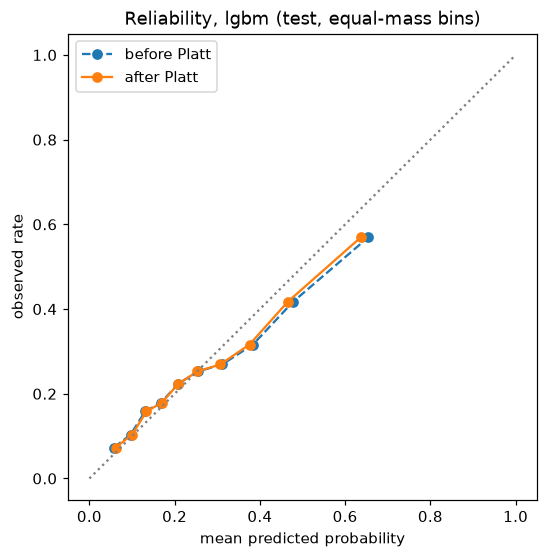 Reliability, lgbm (test, equal-mass bins)
before Platt
after Platt
observed rate
1.0
0.8
0.6
0.4
0.2
0.0
0.0 0.2 0.4 0.6 0.8 1.0
mean predicted probability